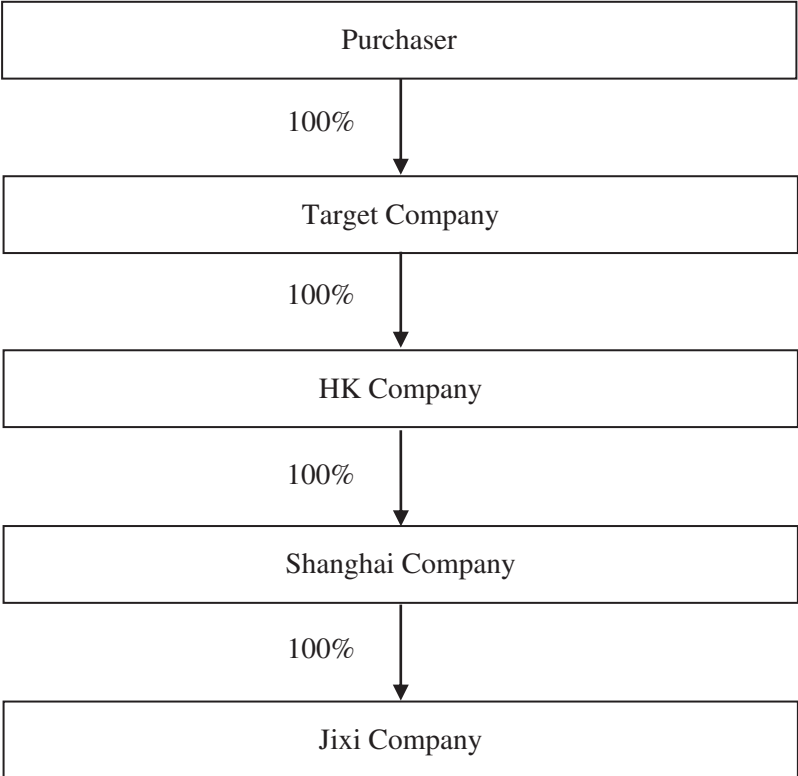 Purchaser
100%
Target Company
100%
HK Company
100%
Shanghai Company
100%
Jixi Company